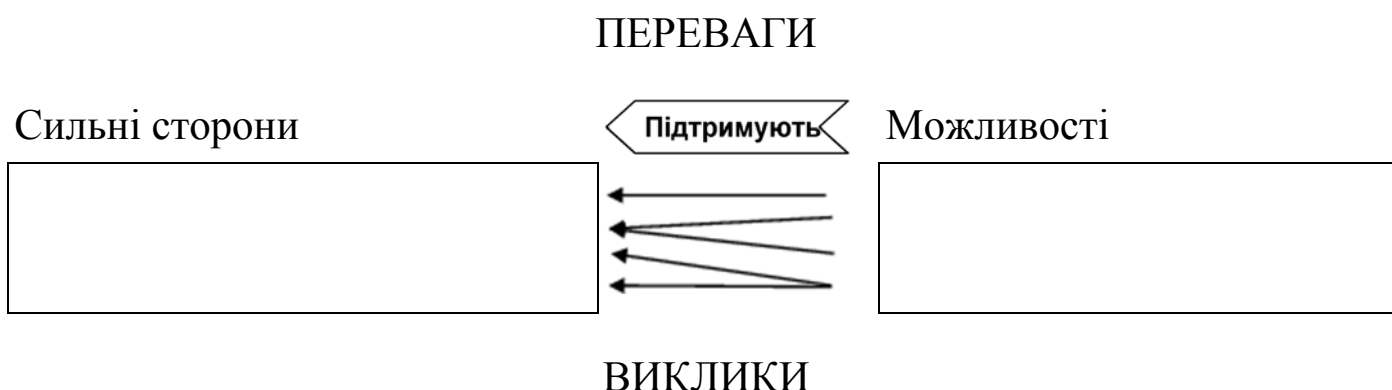 ПЕРЕВАГИ
Сильні сторони
Підтримують
Можливості
ВИКЛИКИ